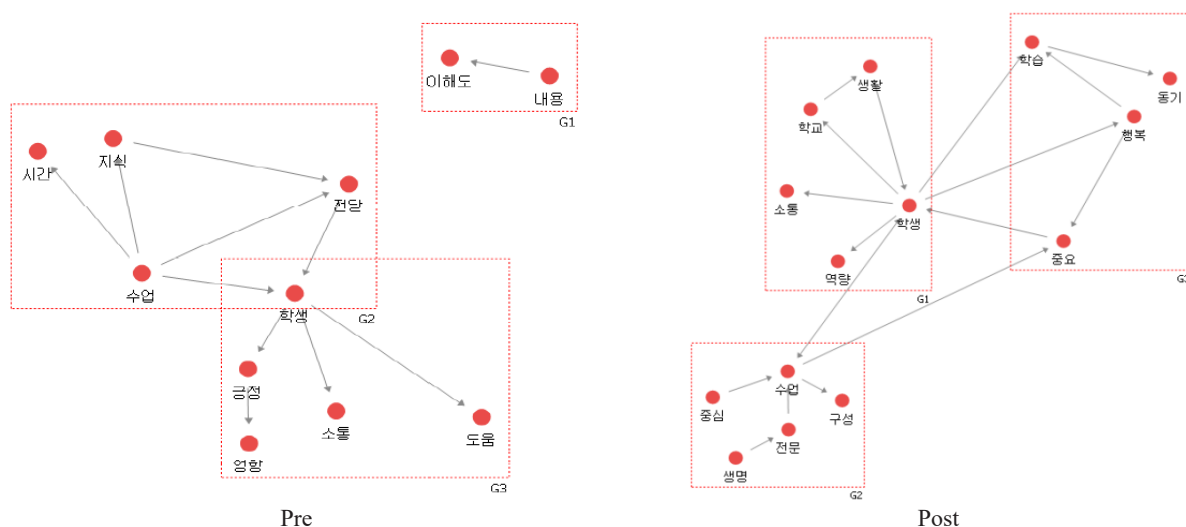 이해도
내용
G1
시간
지식
전달
수업
학생
G2
긍정
소통
도움
영향
G3
Pre
학습
동기
생활
학교
행복
소통
학생
중요
역량
G1
수업
중심
구성
전문
생명
G2
Post